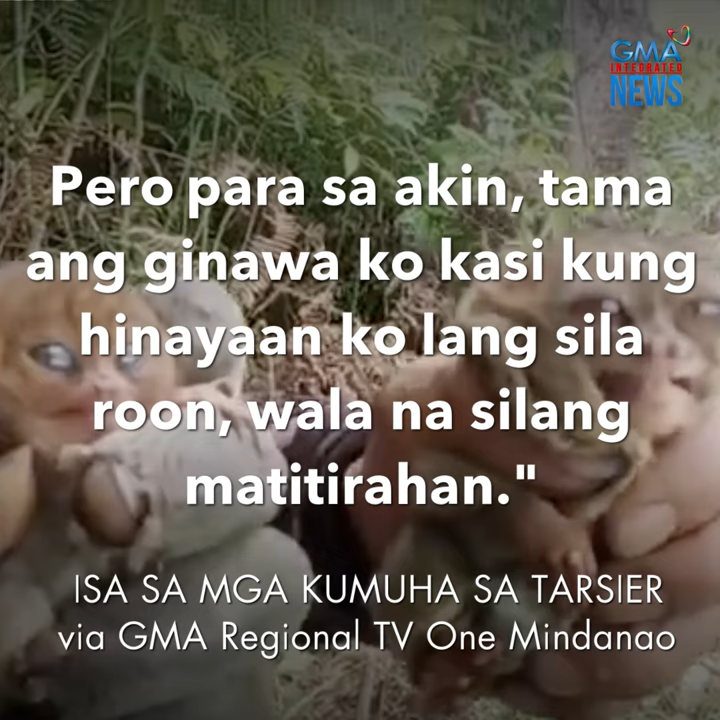 GMA
INTEGRATED
NEWS
Pero para sa akin, tama
ang ginawa ko kasi kung
hinayaan ko lang sila
roon, wala na silang
matitirahan."
ISA SA MGA KUMUHA SA TARSIER
via GMA Regional TV One Mindanao